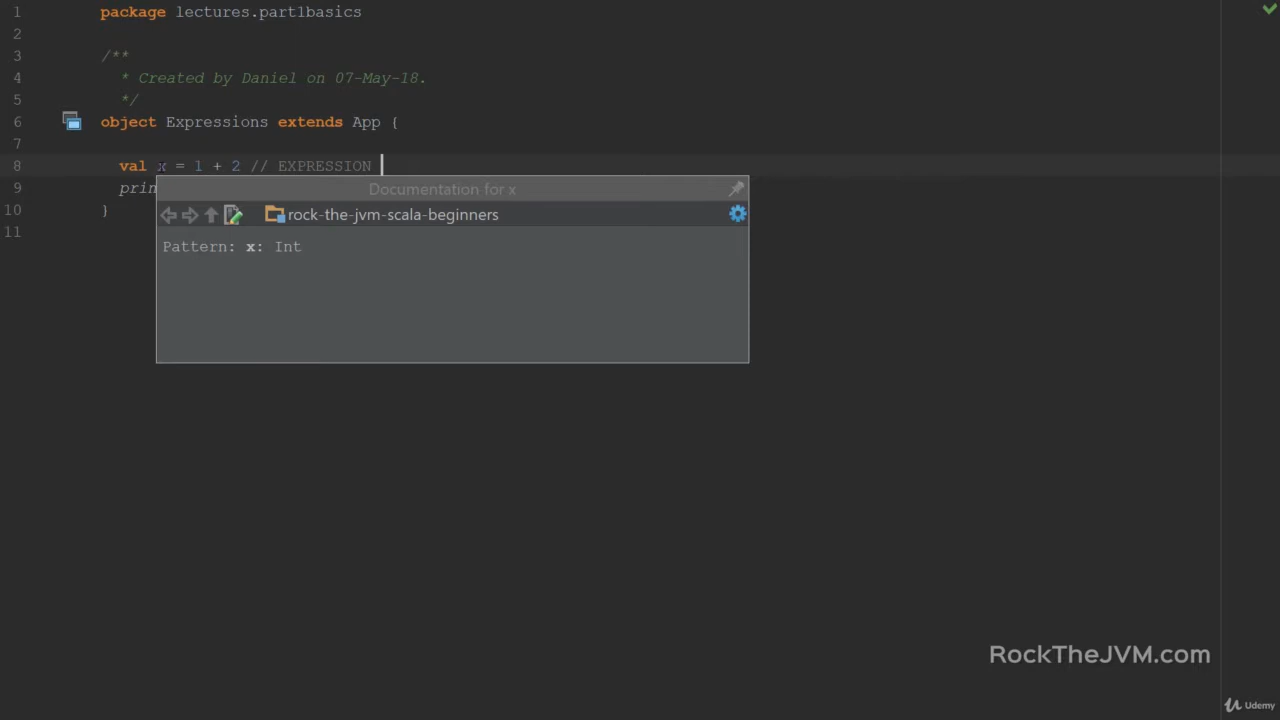 1 package lectures.part1basics
2
3 /**
4 * Created by Daniel on 07-May-18.
5 */
6 object Expressions extends App {
7
8 val x = 1 + 2 // EXPRESSION
9 prin
10 }
11
Documentation for x
rock-the-jvm-scala-beginners
Pattern: x: Int
RockTheJVM.com
Udemy